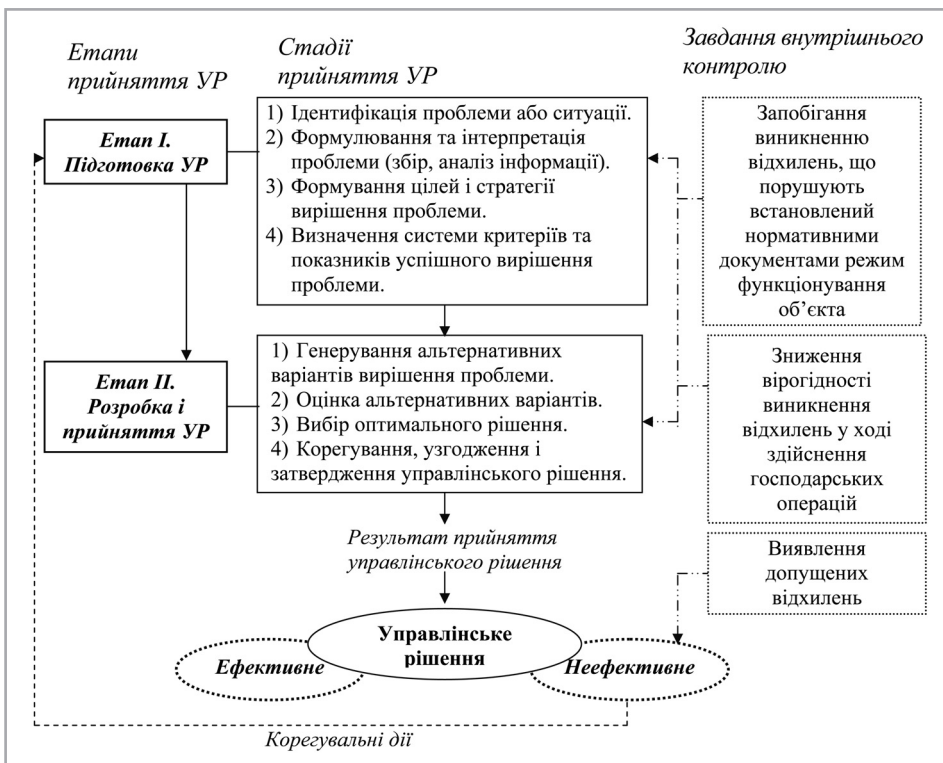 Етапи
прийняття УР
Стадії
прийняття УР
Завдання внутрішнього
контролю
Етап І.
Підготовка УР
1) Ідентифікація проблеми або ситуації.
2) Формулювання та інтерпретація
проблеми (збір, аналіз інформації).
3) Формування цілей і стратегії
вирішення проблеми.
4) Визначення системи критеріїв та
показників успішного вирішення
проблеми.
Запобігання
виникненню
відхилень, що
порушують
встановлений
нормативними
документами режим
функціонування
об’єкта
Етап ІІ.
Розробка і
прийняття УР
1) Генерування альтернативних
варіантів вирішення проблеми.
2) Оцінка альтернативних варіантів.
3) Вибір оптимального рішення.
4) Корегування, узгодження і
затвердження управлінського рішення.
Зниження
вірогідності
виникнення
відхилень у ході
здійснення
господарських
операцій
Результат прийняття
управлінського рішення
Виявлення
допущених
відхилень
Управлінське
рішення
Ефективне
Неефективне
Корегувальні дії